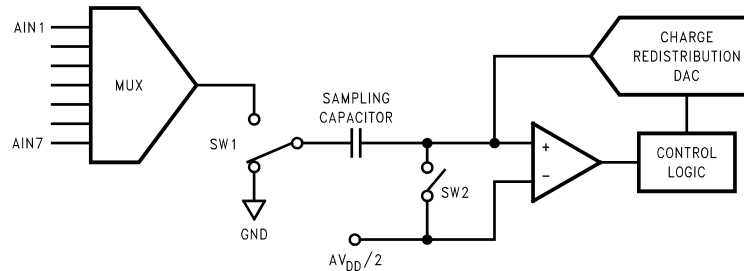 AIN1
MUX
AIN7
SW1
GND
SAMPLING
CAPACITOR
SW2
AVDD/2
+
−
CHARGE
REDISTRIBUTION
DAC
CONTROL
LOGIC